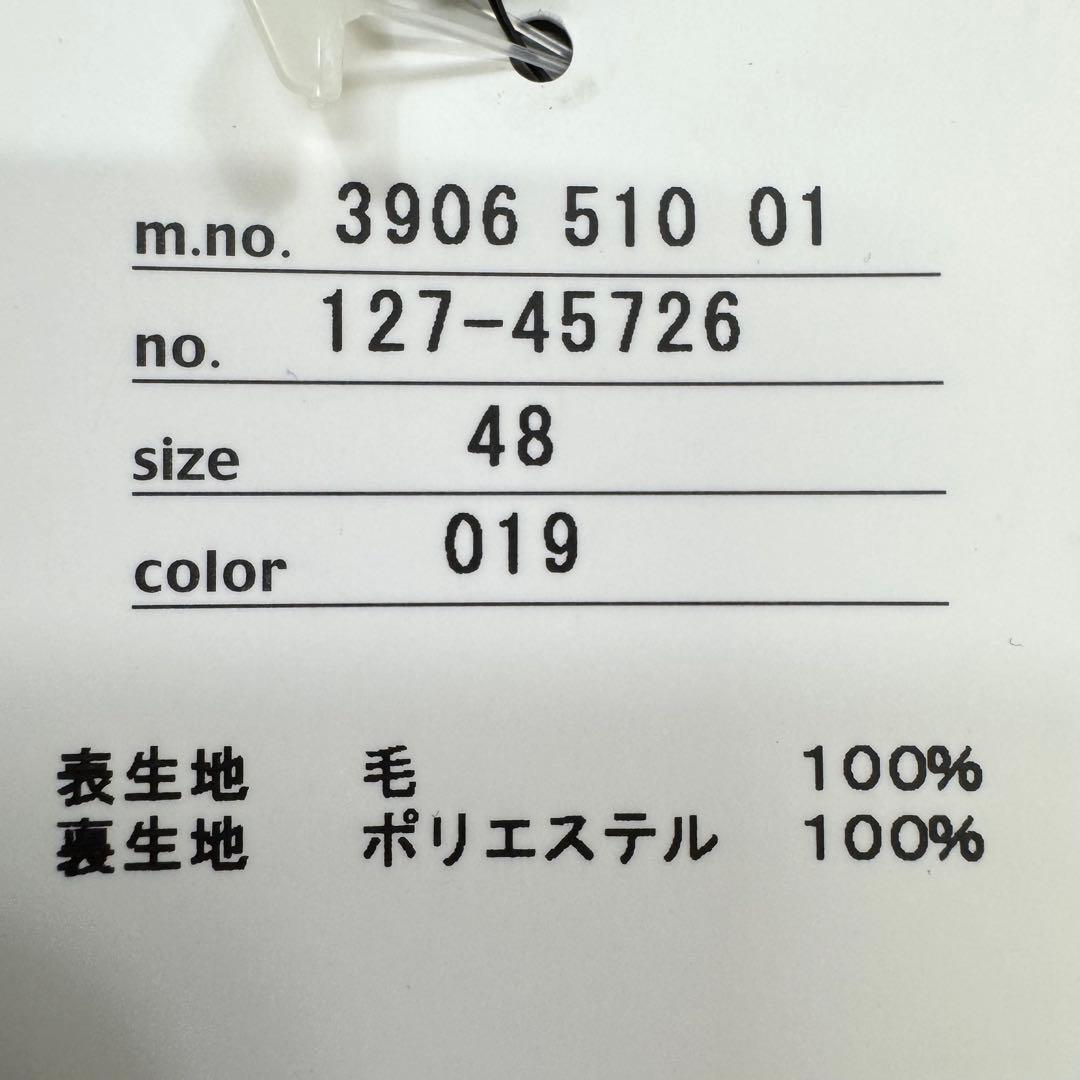 m.no. 3906 510 01
no. 127-45726
size 48
color 019
表生地 毛 100%
裏生地 ポリエステル 100%